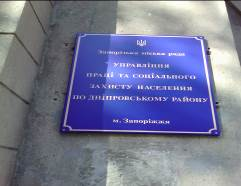 Запорізька міська рада
УПРАВЛІННЯ
ПРАЦІ ТА СОЦІАЛЬНОГО
ЗАХИСТУ НАСЕЛЕННЯ
ПО ДНІПРОВСЬКОМУ РАЙОНУ
м. Запоріжжя